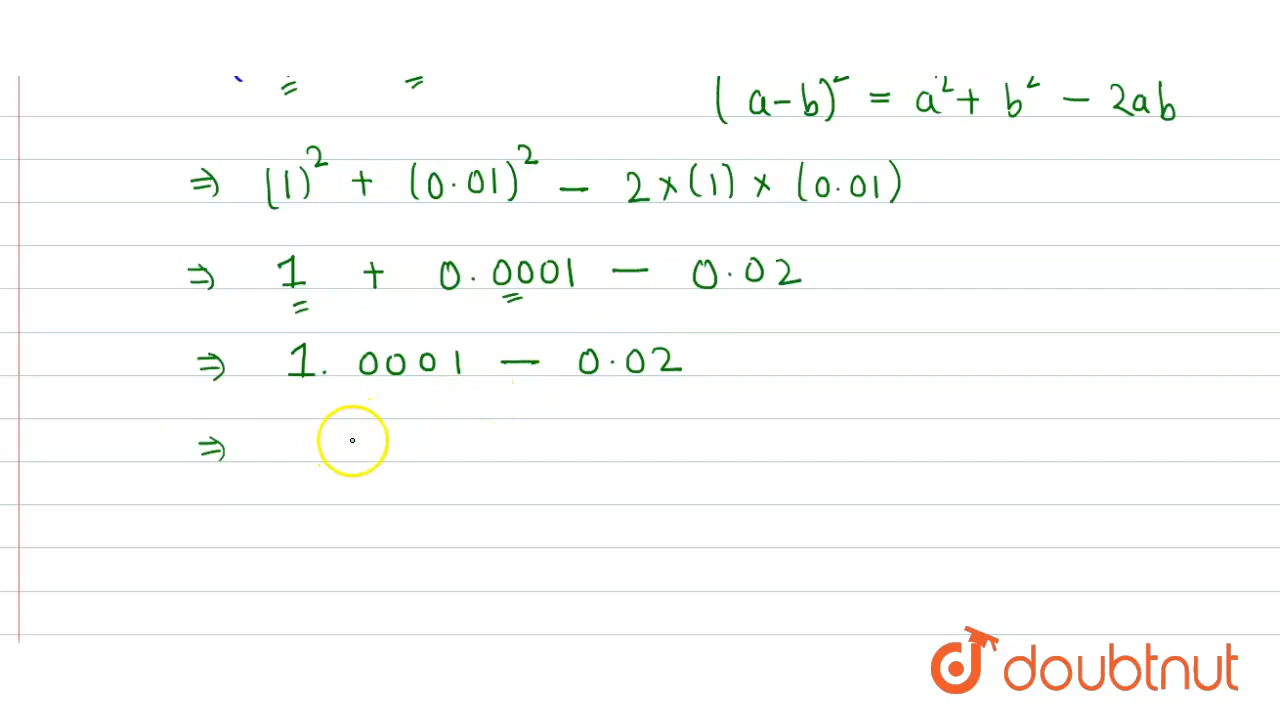 (a-b)² = a² + b² - 2ab
⇒ (1)² + (0.01)² - 2×(1)×(0.01)
⇒ 1 + 0.0001 - 0.02
⇒ 1.0001 - 0.02
⇒
doubtnut